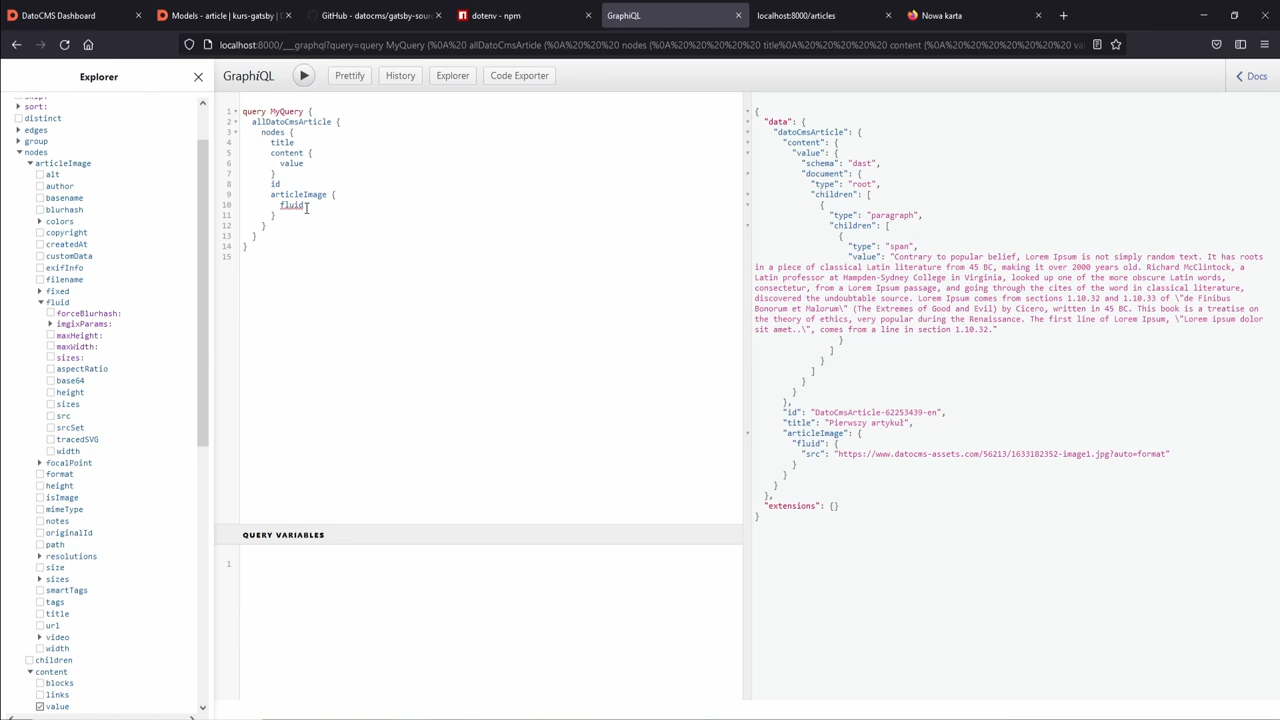 DatoCMS Dashboard
Models - article | kurs-gatsby | D
GitHub - datocms/gatsby-sour
dotenv - npm
GraphiQL
localhost:8000/articles
Nowa karta
localhost:8000/___graphql?query=query MyQuery {%0A%20 allDatoCmsArticle {%0A%20%20%20 nodes {%0A%20%20%20%20%20 title%0A%20%20%20%20%20 content {%0A%20%20%20%20%20%20%20 va
Explorer
GraphiQL
Prettify
History
Explorer
Code Exporter
Docs
sort:
distinct
edges
group
nodes
articleImage
alt
author
basename
blurhash
colors
copyright
createdAt
customData
exifInfo
filename
fixed
fluid
forceBlurhash:
imgixParams:
maxHeight:
maxWidth:
sizes:
aspectRatio
base64
height
sizes
src
srcSet
tracedSVG
width
focalPoint
format
height
isImage
mimeType
notes
originalId
path
resolutions
size
sizes
smartTags
tags
title
url
video
width
children
content
blocks
links
value
1 query MyQuery {
2 allDatoCmsArticle {
3 nodes {
4 title
5 content {
6 value
7 }
8 id
9 articleImage {
10 fluid
11 }
12 }
13 }
14 }
15
QUERY VARIABLES
1
{
"data": {
"datoCmsArticle": {
"content": {
"value": {
"schema": "dast",
"document": {
"type": "root",
"children": [
{
"type": "paragraph",
"children": [
{
"type": "span",
"value": "Contrary to popular belief, Lorem Ipsum is not simply random text. It has roots
in a piece of classical Latin literature from 45 BC, making it over 2000 years old. Richard McClintock, a
Latin professor at Hampden-Sydney College in Virginia, looked up one of the more obscure Latin words,
consectetur, from a Lorem Ipsum passage, and going through the cites of the word in classical literature,
discovered the undoubtable source. Lorem Ipsum comes from sections 1.10.32 and 1.10.33 of \"de Finibus
Bonorum et Malorum\" (The Extremes of Good and Evil) by Cicero, written in 45 BC. This book is a treatise on
the theory of ethics, very popular during the Renaissance. The first line of Lorem Ipsum, \"Lorem ipsum dolor
sit amet..\", comes from a line in section 1.10.32."
}
]
}
]
}
}
},
"id": "DatoCmsArticle-62253439-en",
"title": "Pierwszy artykuł",
"articleImage": {
"fluid": {
"src": "https://www.datocms-assets.com/56213/1633182352-image1.jpg?auto=format"
}
}
}
},
"extensions": {}
}